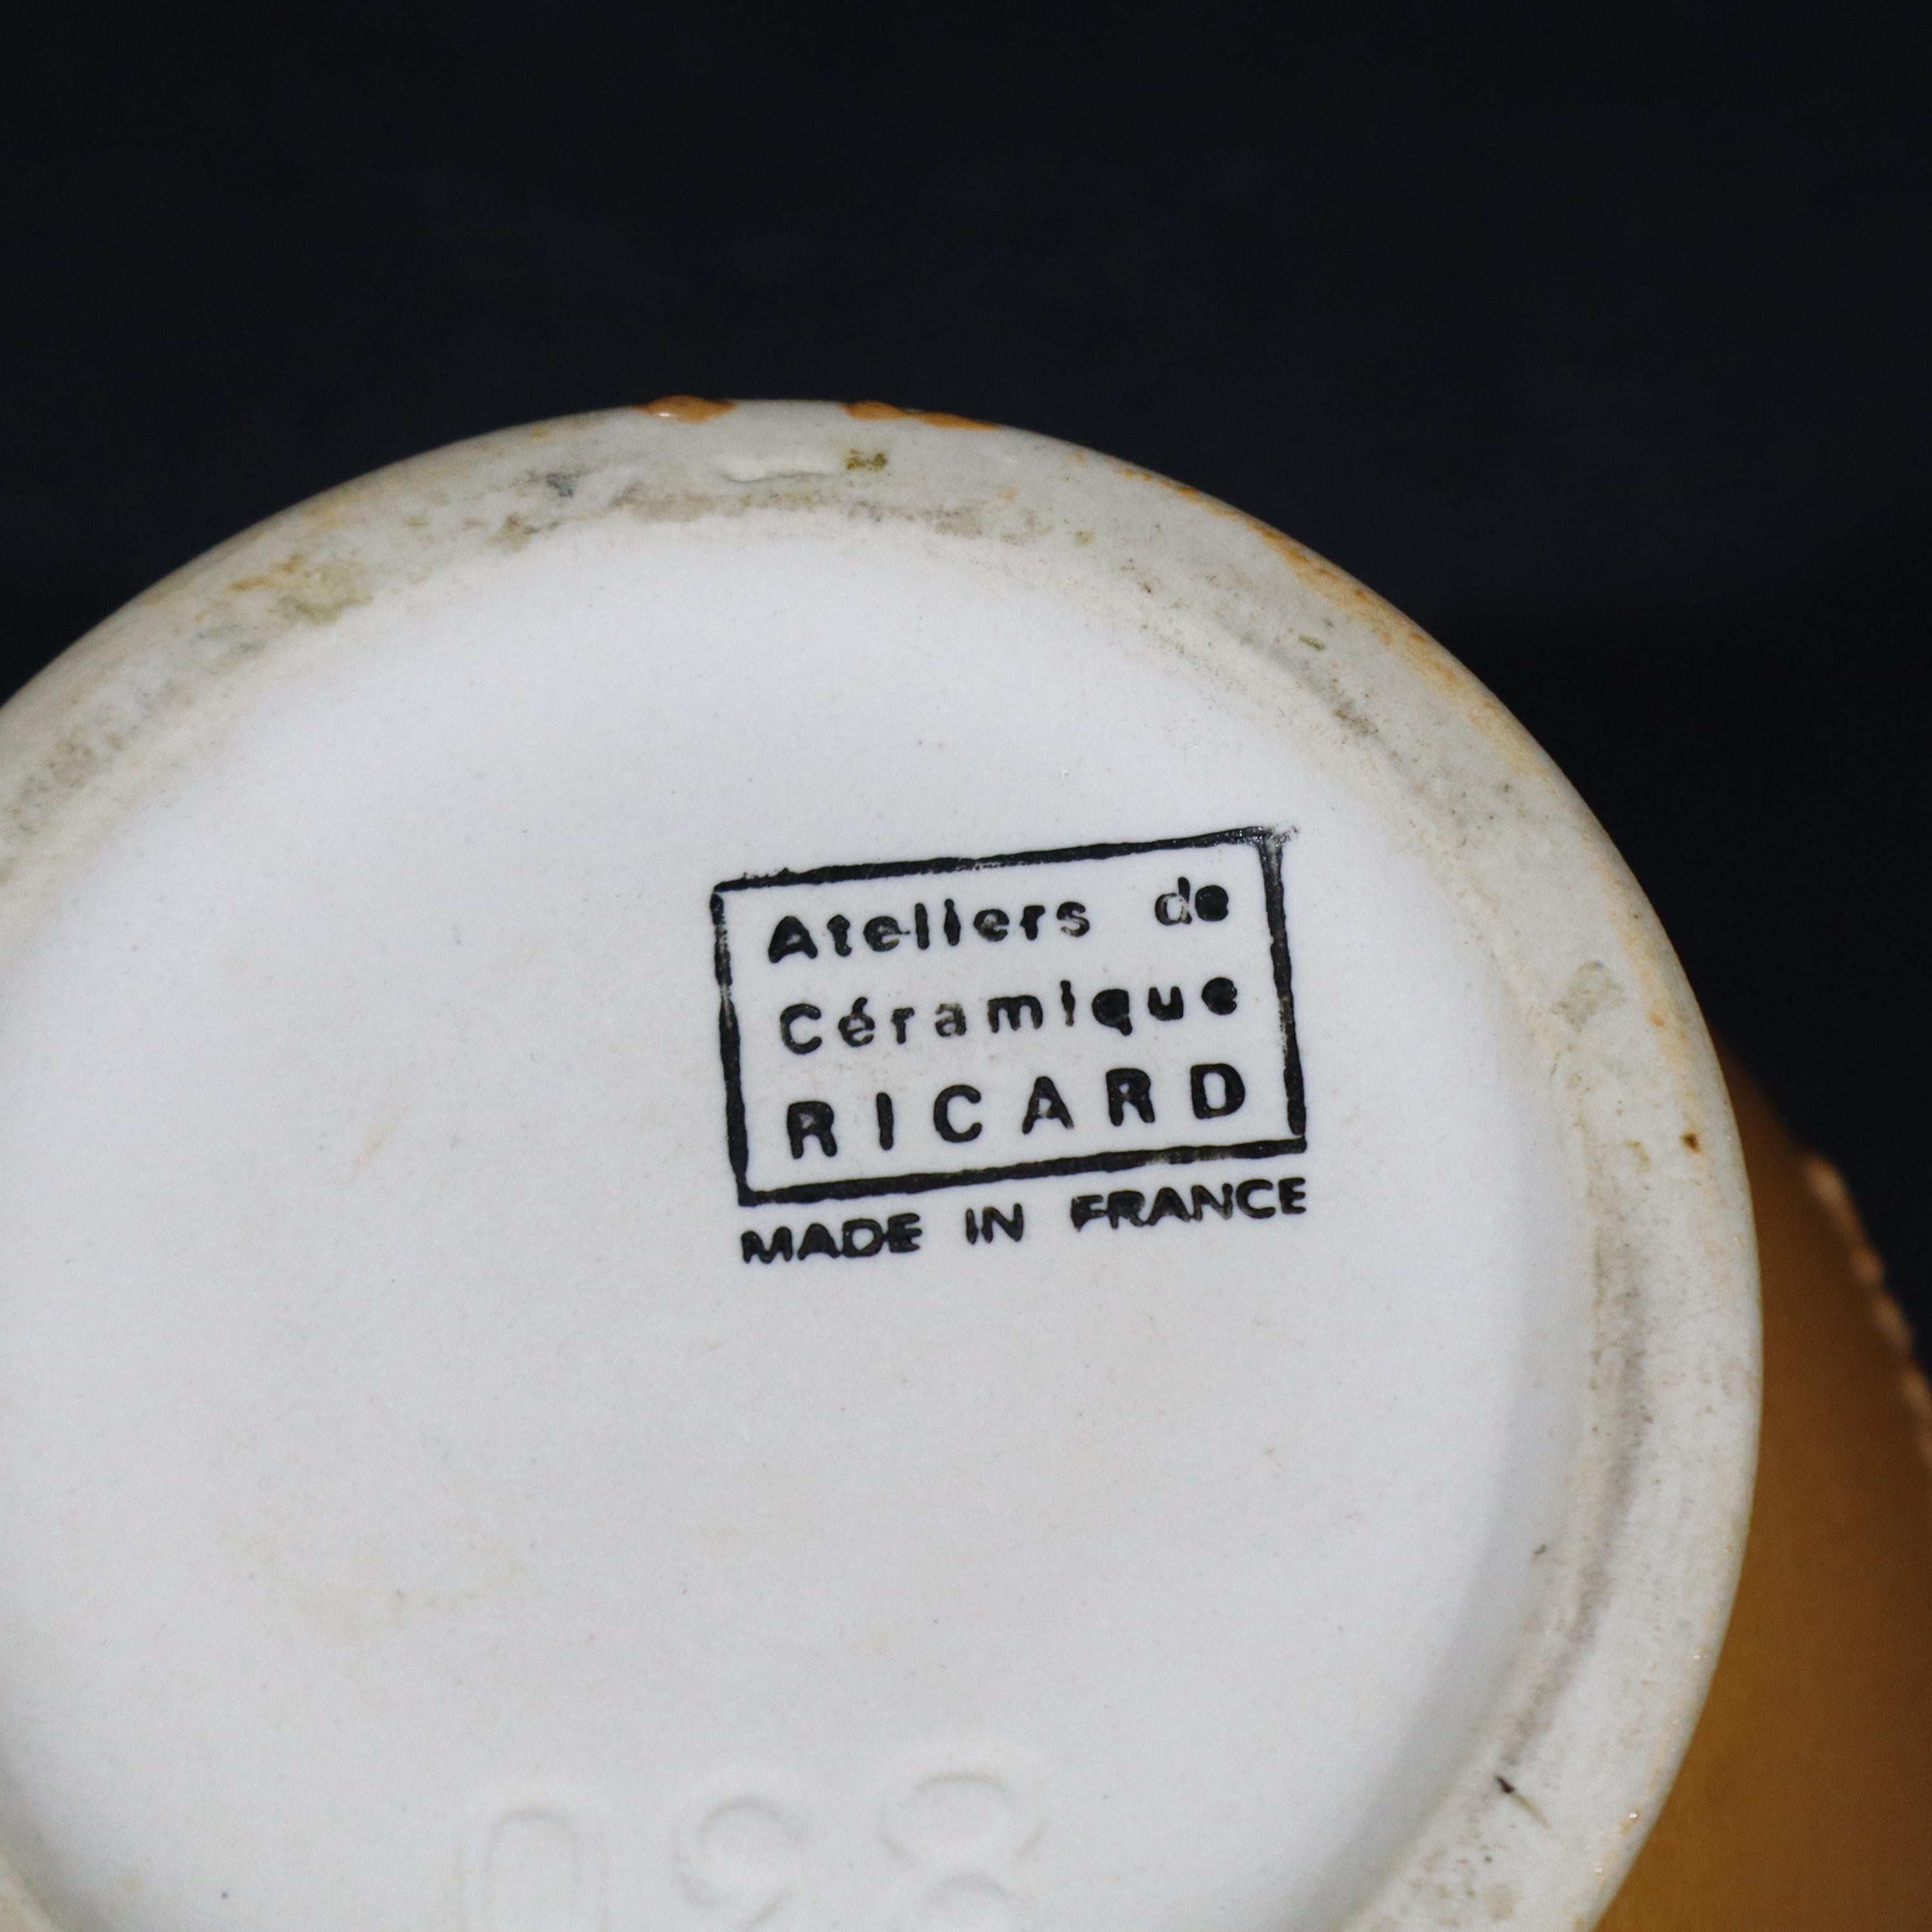 Ateliers de
Céramique
RICARD
MADE IN FRANCE